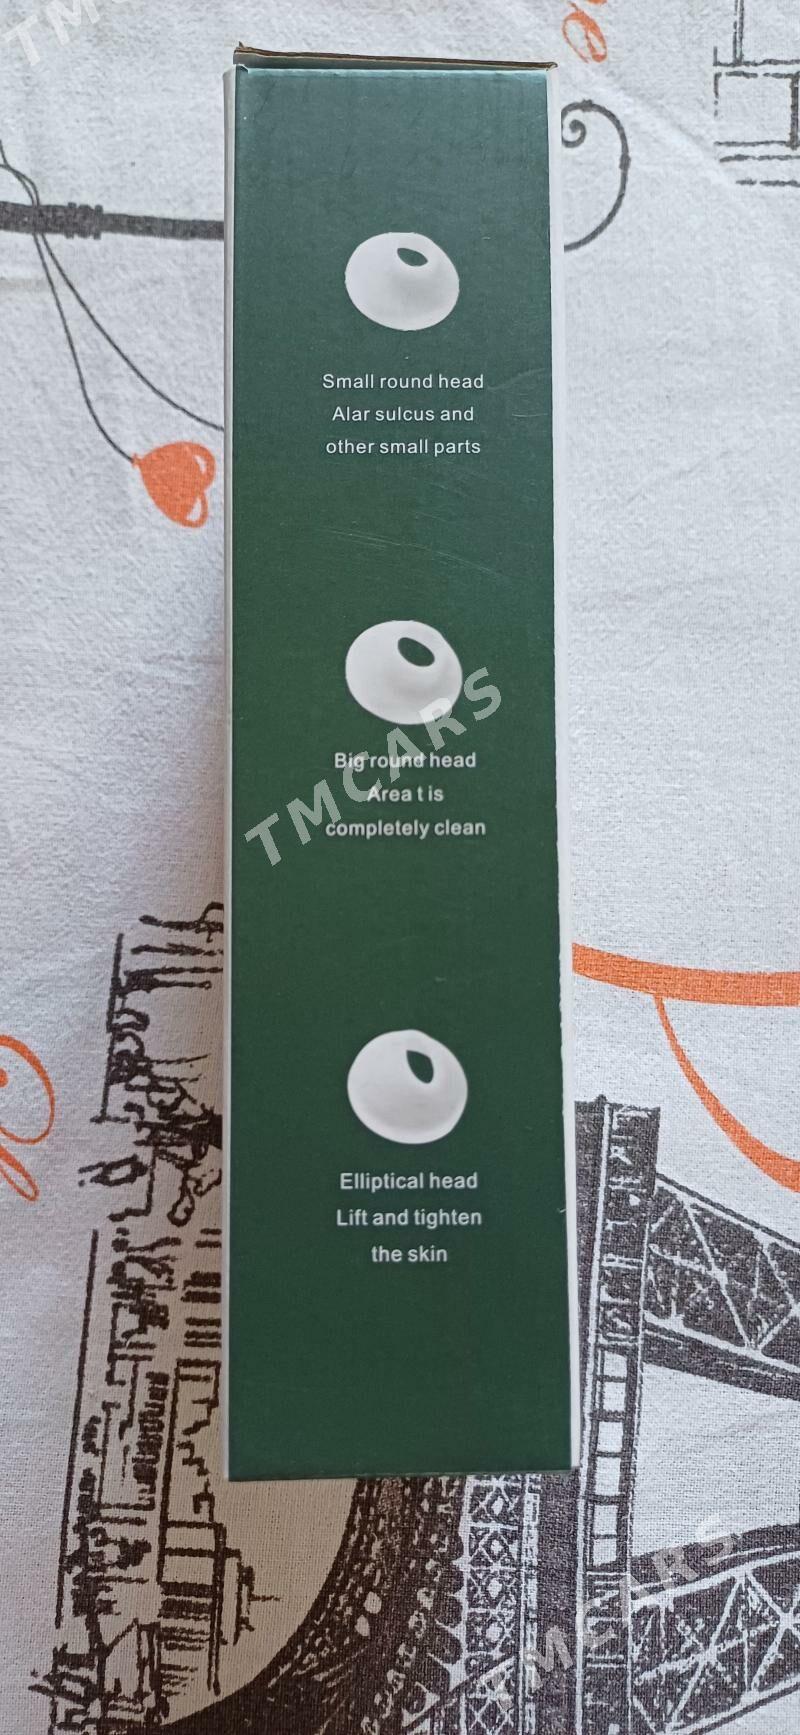 Small round head
Alar sulcus and
other small parts
Big round head
Area t is
completely clean
Elliptical head
Lift and tighten
the skin
TMCARS
TMCARS